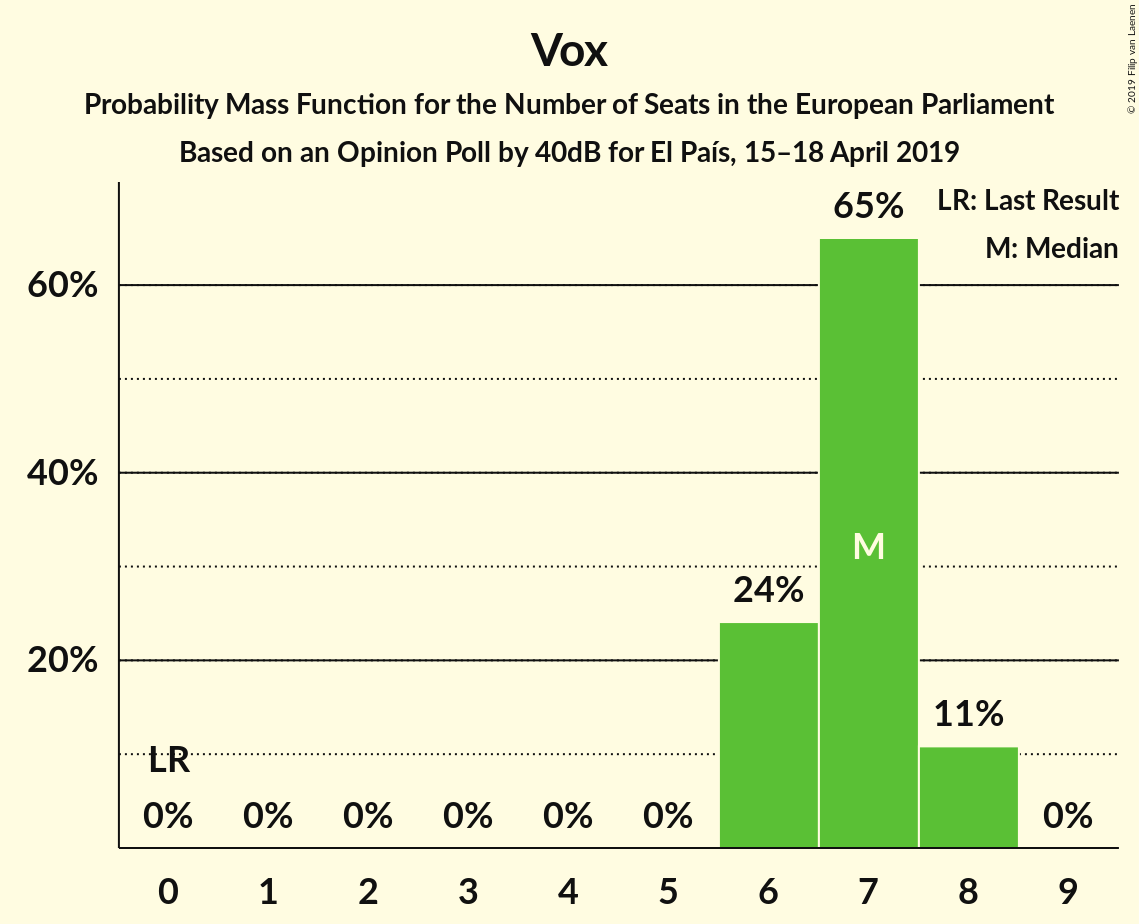 Vox
Probability Mass Function for the Number of Seats in the European Parliament
Based on an Opinion Poll by 40dB for El País, 15–18 April 2019
© 2019 Filip van Laenen
LR: Last Result
M: Median
60%
40%
20%
65%
M
24%
11%
LR
0% 0% 0% 0% 0% 0% 0%
0 1 2 3 4 5 6 7 8 9